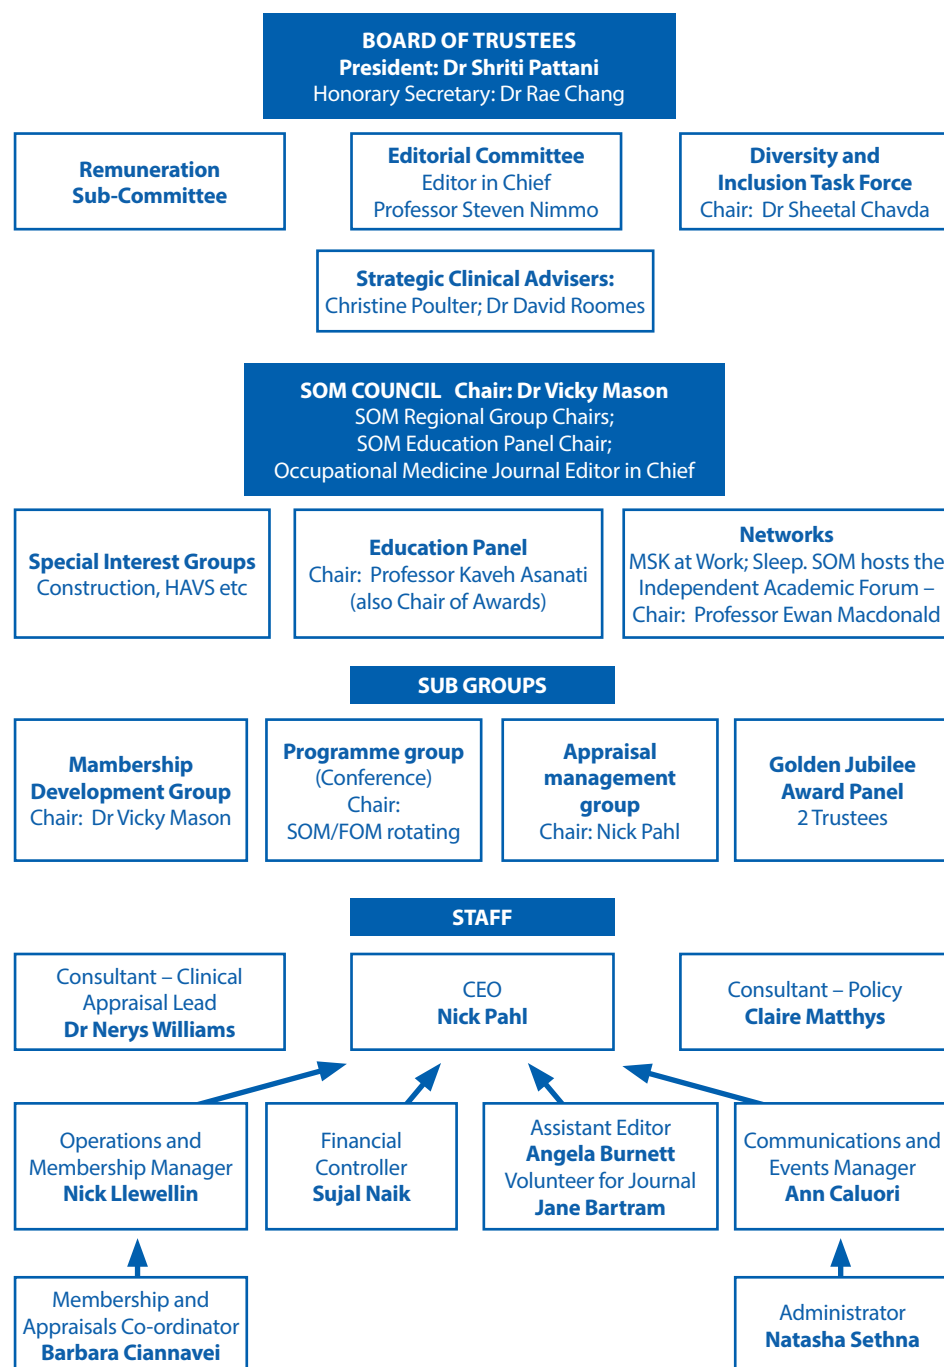 BOARD OF TRUSTEES
President: Dr Shriti Pattani
Honorary Secretary: Dr Rae Chang
Remuneration
Sub-Committee
Editorial Committee
Editor in Chief
Professor Steven Nimmo
Diversity and
Inclusion Task Force
Chair: Dr Sheetal Chavda
Strategic Clinical Advisers:
Christine Poulter; Dr David Roomes
SOM COUNCIL Chair: Dr Vicky Mason
SOM Regional Group Chairs;
SOM Education Panel Chair;
Occupational Medicine Journal Editor in Chief
Special Interest Groups
Construction, HAVS etc
Education Panel
Chair: Professor Kaveh Asanati
(also Chair of Awards)
Networks
MSK at Work; Sleep. SOM hosts the
Independent Academic Forum –
Chair: Professor Ewan Macdonald
SUB GROUPS
Mambership
Development Group
Chair: Dr Vicky Mason
Programme group
(Conference)
Chair:
SOM/FOM rotating
Appraisal
management
group
Chair: Nick Pahl
Golden Jubilee
Award Panel
2 Trustees
STAFF
Consultant – Clinical
Appraisal Lead
Dr Nerys Williams
CEO
Nick Pahl
Consultant – Policy
Claire Matthys
Operations and
Membership Manager
Nick Llewellin
Financial
Controller
Sujal Naik
Assistant Editor
Angela Burnett
Volunteer for Journal
Jane Bartram
Communications and
Events Manager
Ann Caluori
Membership and
Appraisals Co-ordinator
Barbara Ciannavei
Administrator
Natasha Sethna